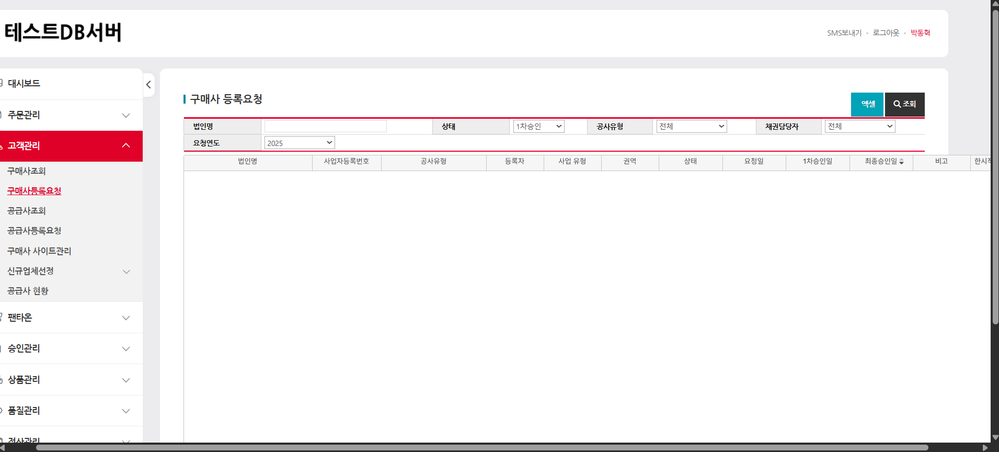 테스트DB서버
SMS보내기 • 로그아웃 • 박동혁
대시보드
주문관리
고객관리
구매사조회
구매사등록요청
공급사조회
공급사등록요청
구매사 사이트관리
신규업체선정
공급사 현황
팬타온
승인관리
상품관리
품질관리
정산관리
구매사 등록요청
엑셀 조회
법인명 상태 1차승인 공사유형 전체 채권담당자 전체
요청연도 2025
법인명 사업자등록번호 공사유형 등록자 사업 유형 권역 상태 요청일 1차승인일 최종승인일 비고 한시적